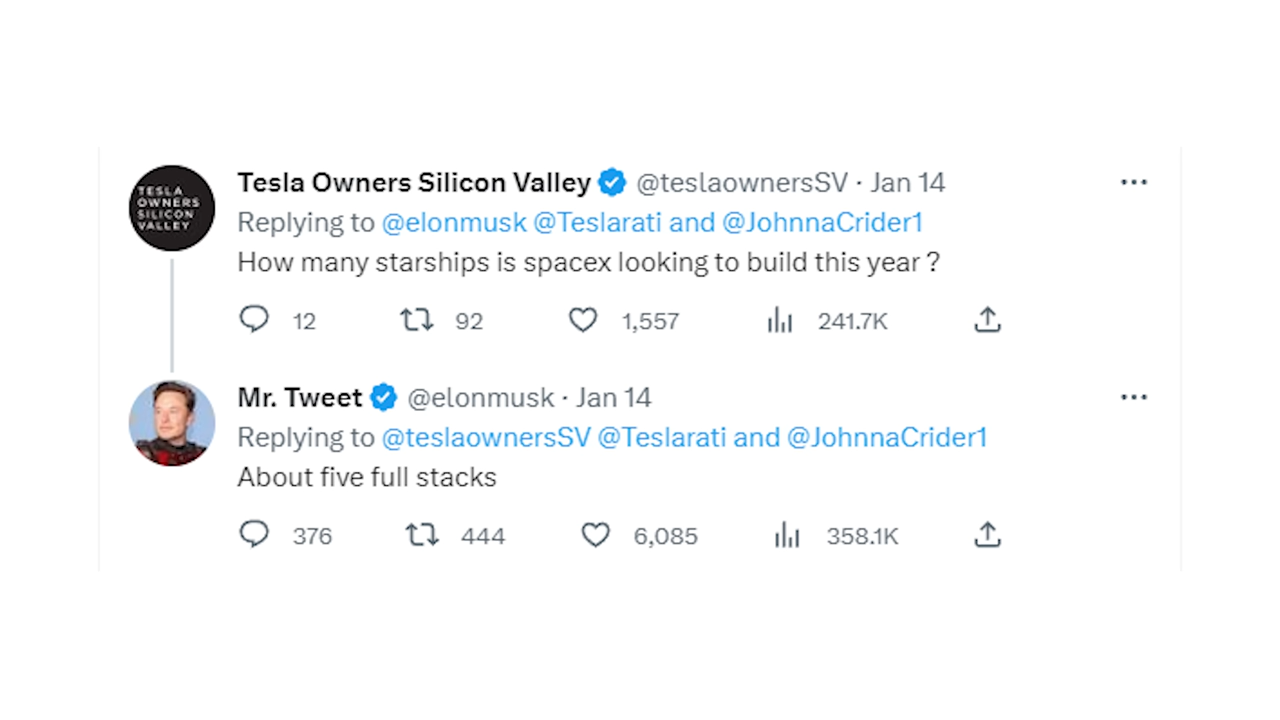 TESLA
OWNERS
SILICON
VALLEY
Tesla Owners Silicon Valley @teslaownersSV · Jan 14
Replying to @elonmusk @Teslarati and @JohnnaCrider1
How many starships is spacex looking to build this year ?
12 92 1,557 241.7K
Mr. Tweet @elonmusk · Jan 14
Replying to @teslaownersSV @Teslarati and @JohnnaCrider1
About five full stacks
376 444 6,085 358.1K